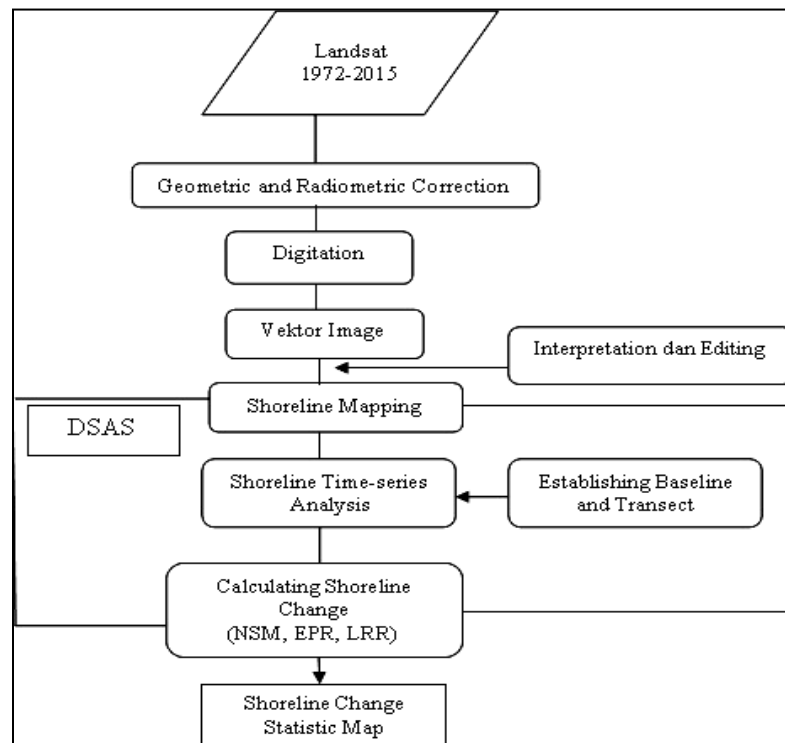 Landsat
1972-2015
Geometric and Radiometric Correction
Digitation
Vektor Image
Interpretation dan Editing
Shoreline Mapping
DSAS
Shoreline Time-series
Analysis
Establishing Baseline
and Transect
Calculating Shoreline
Change
(NSM, EPR, LRR)
Shoreline Change
Statistic Map